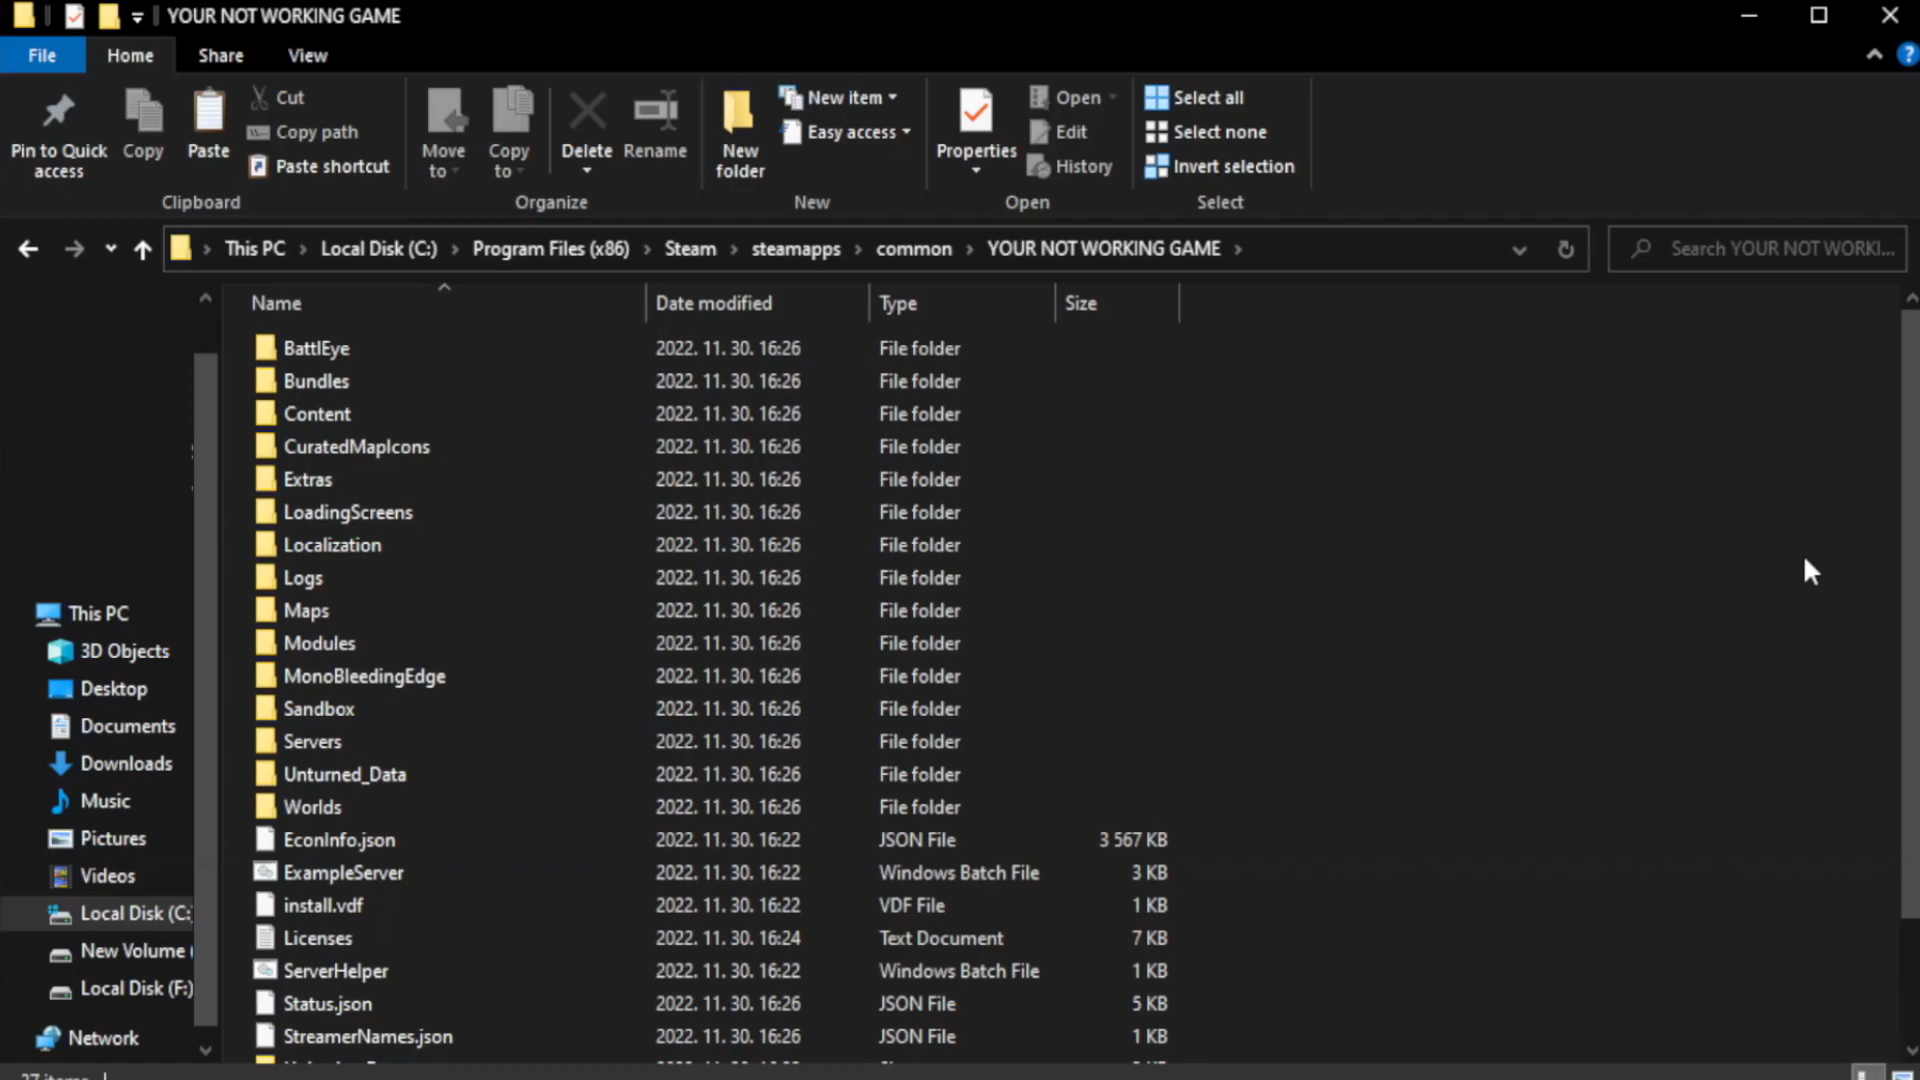 YOUR NOT WORKING GAME
File Home Share View
Pin to Quick access
Copy
Paste
Cut
Copy path
Paste shortcut
Clipboard
Move to
Copy to
Delete
Rename
Organize
New folder
New item
Easy access
New
Properties
Open
Edit
History
Open
Select all
Select none
Invert selection
Select
This PC › Local Disk (C:) › Program Files (x86) › Steam › steamapps › common › YOUR NOT WORKING GAME ›
Search YOUR NOT WORKI...
This PC
3D Objects
Desktop
Documents
Downloads
Music
Pictures
Videos
Local Disk (C:
New Volume (
Local Disk (F:)
Network
Name Date modified Type Size
BattlEye 2022. 11. 30. 16:26 File folder
Bundles 2022. 11. 30. 16:26 File folder
Content 2022. 11. 30. 16:26 File folder
CuratedMapIcons 2022. 11. 30. 16:26 File folder
Extras 2022. 11. 30. 16:26 File folder
LoadingScreens 2022. 11. 30. 16:26 File folder
Localization 2022. 11. 30. 16:26 File folder
Logs 2022. 11. 30. 16:26 File folder
Maps 2022. 11. 30. 16:26 File folder
Modules 2022. 11. 30. 16:26 File folder
MonoBleedingEdge 2022. 11. 30. 16:26 File folder
Sandbox 2022. 11. 30. 16:26 File folder
Servers 2022. 11. 30. 16:26 File folder
Unturned_Data 2022. 11. 30. 16:26 File folder
Worlds 2022. 11. 30. 16:26 File folder
EconInfo.json 2022. 11. 30. 16:22 JSON File 3 567 KB
ExampleServer 2022. 11. 30. 16:22 Windows Batch File 3 KB
install.vdf 2022. 11. 30. 16:22 VDF File 1 KB
Licenses 2022. 11. 30. 16:24 Text Document 7 KB
ServerHelper 2022. 11. 30. 16:22 Windows Batch File 1 KB
Status.json 2022. 11. 30. 16:26 JSON File 5 KB
StreamerNames.json 2022. 11. 30. 16:26 JSON File 1 KB